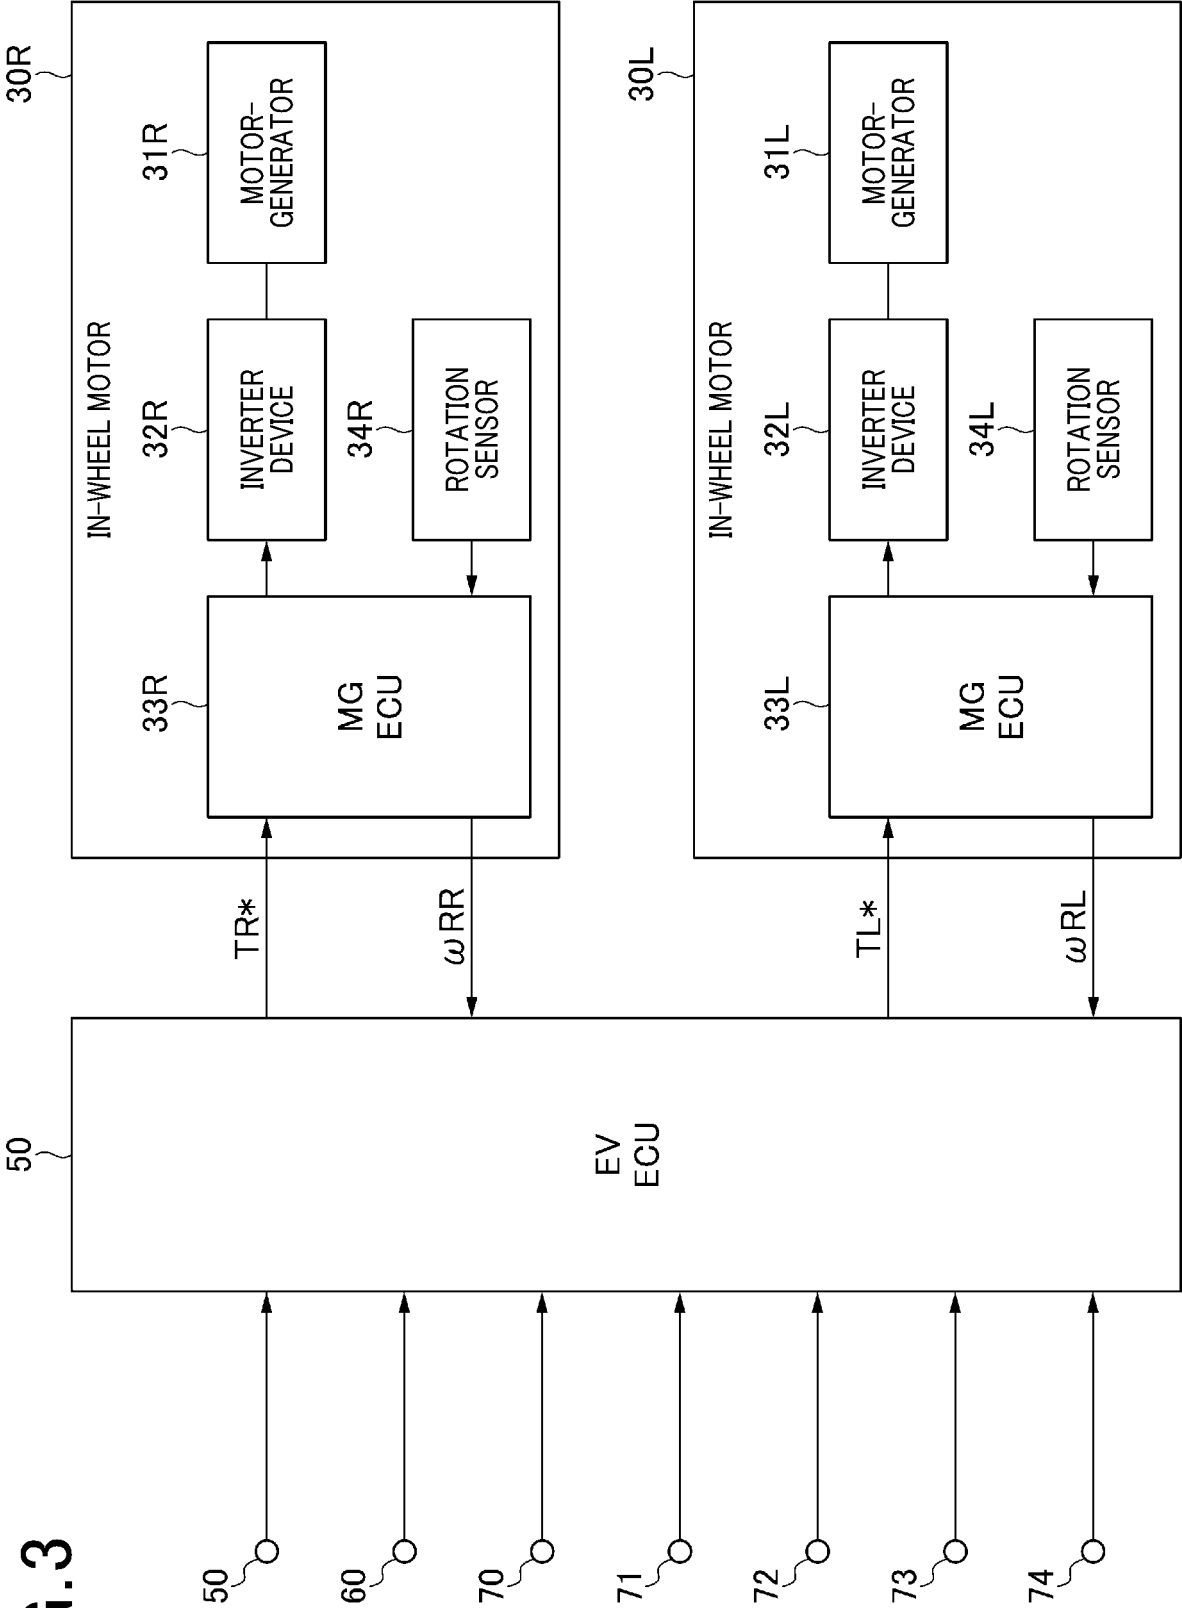 G.3
50
60
70
71
72
73
74
50
EV
ECU
TR*
ωRR
TL*
ωRL
30R
IN-WHEEL MOTOR
33R
MG
ECU
32R
INVERTER
DEVICE
31R
MOTOR-
GENERATOR
34R
ROTATION
SENSOR
30L
IN-WHEEL MOTOR
33L
MG
ECU
32L
INVERTER
DEVICE
31L
MOTOR-
GENERATOR
34L
ROTATION
SENSOR